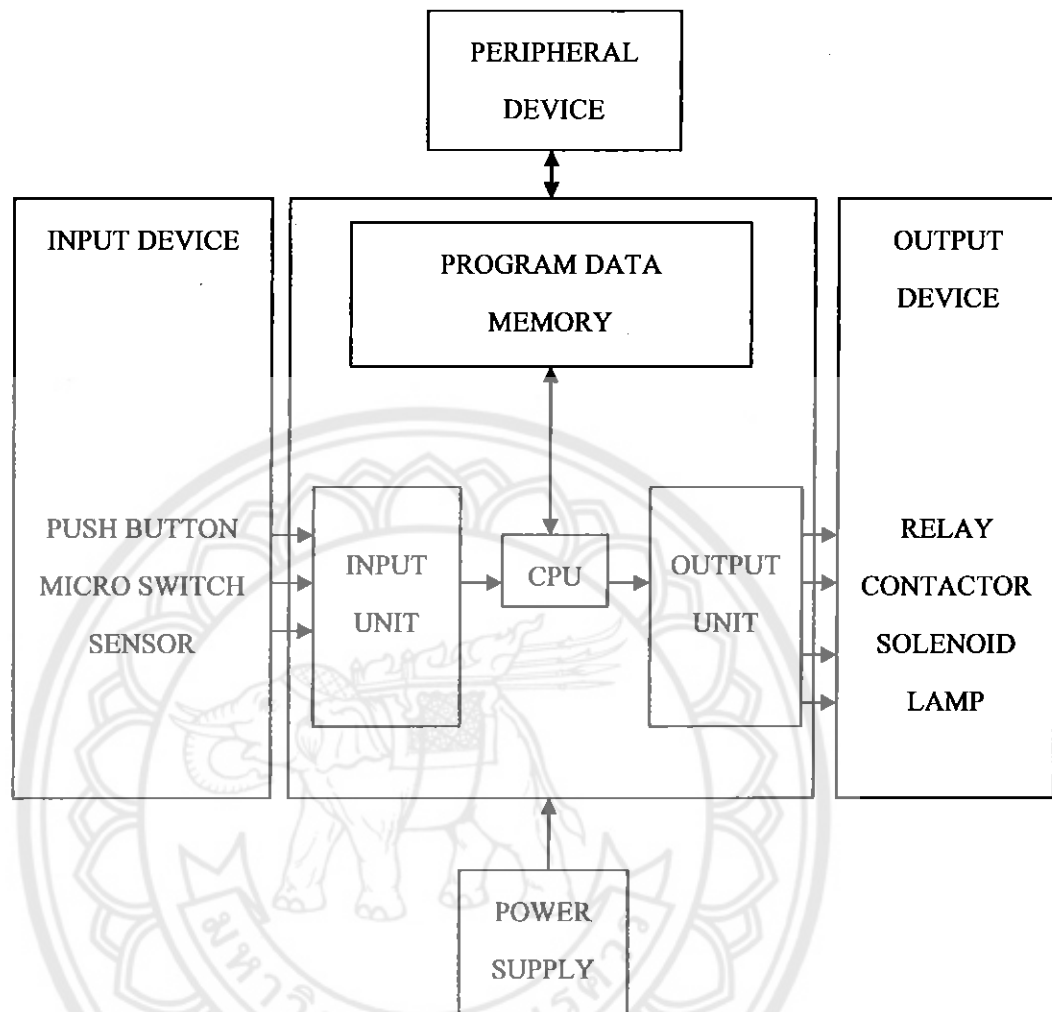 PERIPHERAL
DEVICE
INPUT DEVICE
PUSH BUTTON
MICRO SWITCH
SENSOR
PROGRAM DATA
MEMORY
INPUT
UNIT
CPU
OUTPUT
UNIT
OUTPUT
DEVICE
RELAY
CONTACTOR
SOLENOID
LAMP
POWER
SUPPLY